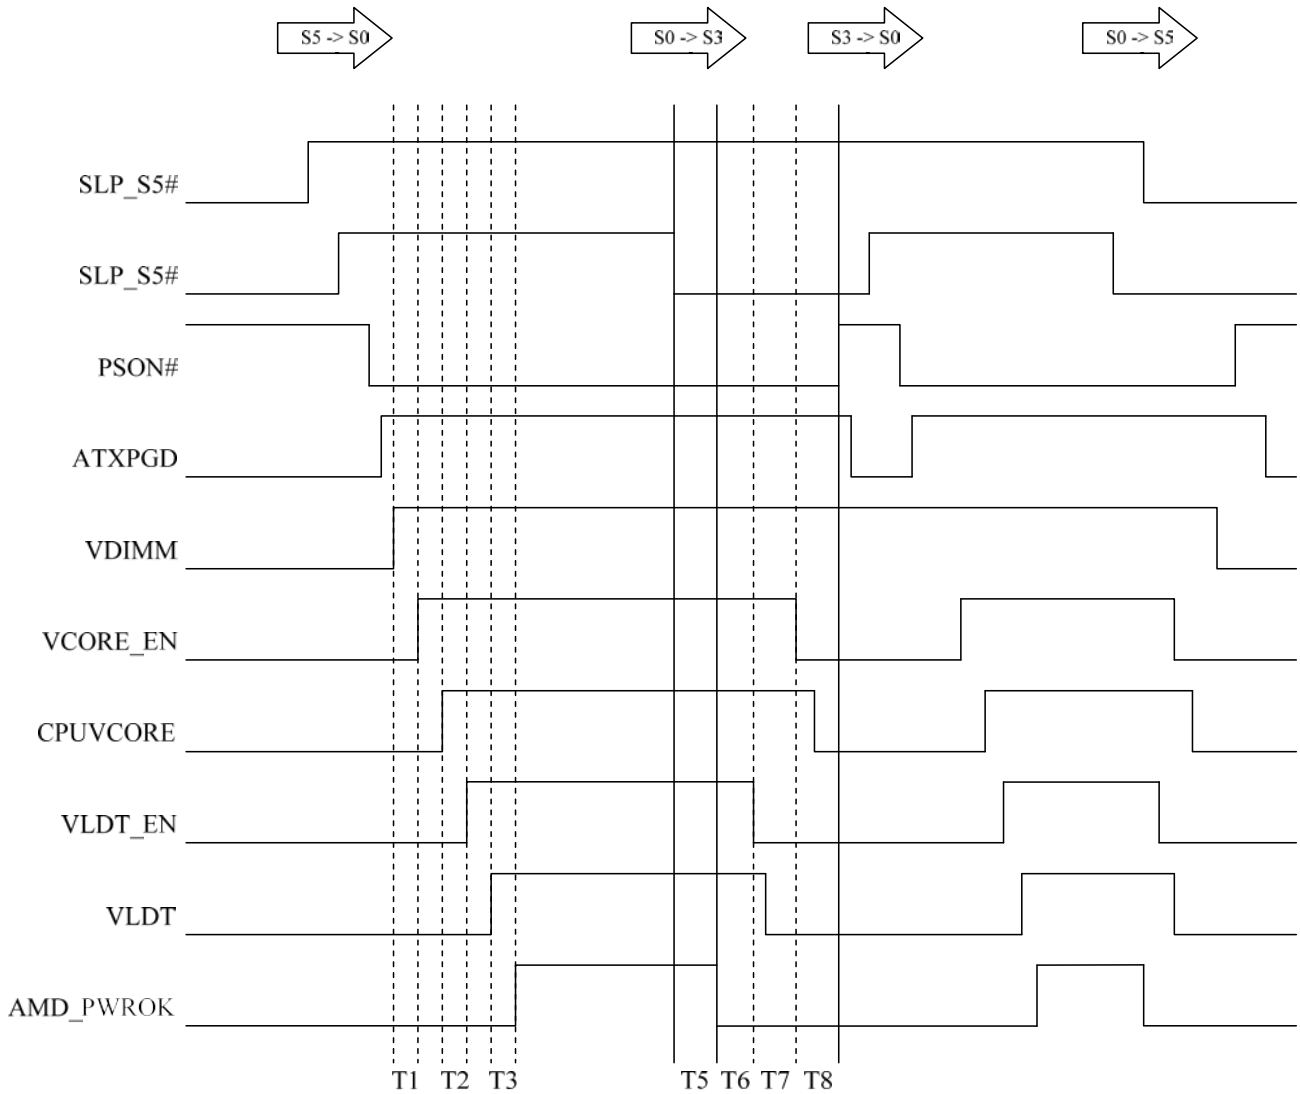 S5 -> S0 S0 -> S3 S3 -> S0 S0 -> S5
SLP_S5#
SLP_S5#
PSON#
ATXPGD
VDIMM
VCORE_EN
CPUVCORE
VLDT_EN
VLDT
AMD_PWROK
T1 T2 T3 T5 T6 T7 T8